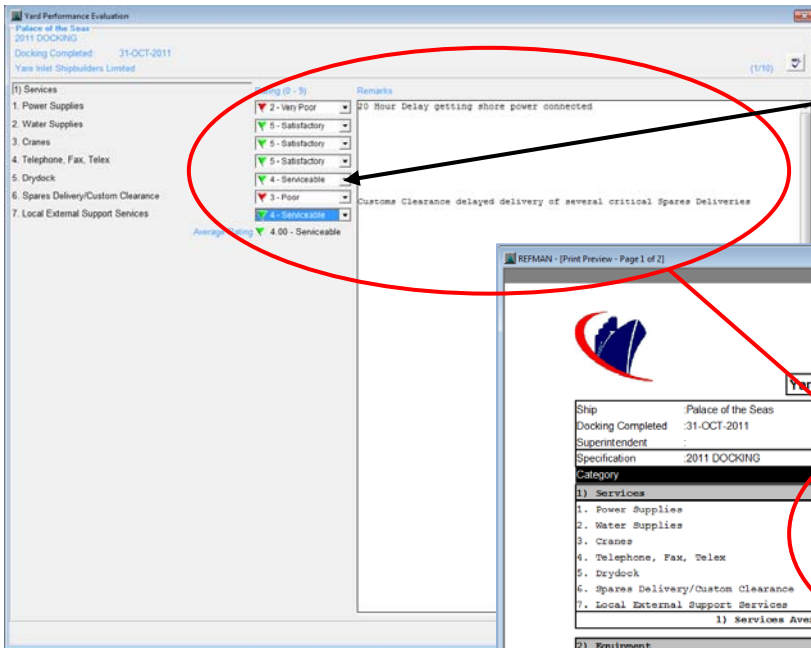 Yard Performance Evaluation
Palace of the Seas
2011 DOCKING
Docking Completed 31-OCT-2011
Yare Inlet Shipbuilders Limited
(1/10)
1) Services Rating (0 - 9) Remarks
1. Power Supplies 2 - Very Poor 20 Hour Delay getting shore power connected
2. Water Supplies 5 - Satisfactory
3. Cranes 5 - Satisfactory
4. Telephone, Fax, Telex 5 - Satisfactory
5. Drydock 4 - Serviceable
6. Spares Delivery/Custom Clearance 3 - Poor Customs Clearance delayed delivery of several critical Spares Deliveries
7. Local External Support Services 4 - Serviceable
Average Rating 4.00 - Serviceable
REFMAN - [Print Preview - Page 1 of 2]
Ship :Palace of the Seas
Docking Completed :31-OCT-2011
Superintendent :
Specification :2011 DOCKING
Category
1) Services
1. Power Supplies
2. Water Supplies
3. Cranes
4. Telephone, Fax, Telex
5. Drydock
6. Spares Delivery/Custom Clearance
7. Local External Support Services
1) Services Ave
2) Equipment